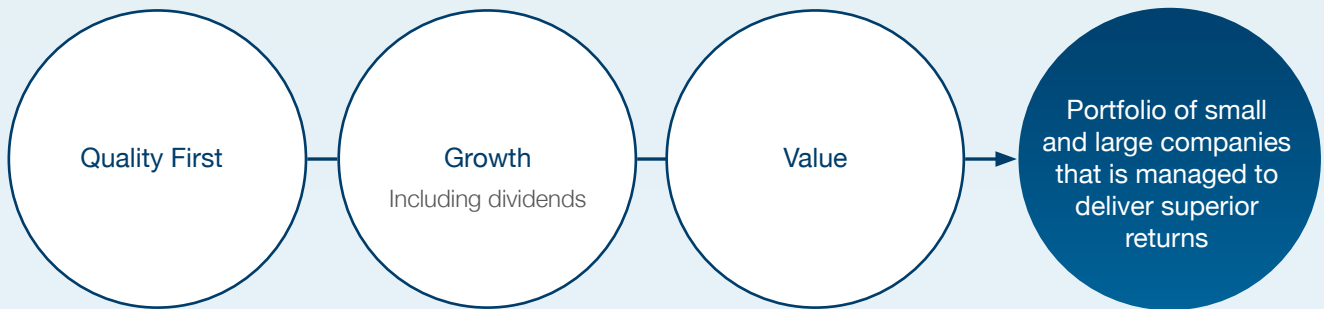 Quality First
Growth
Including dividends
Value
Portfolio of small
and large companies
that is managed to
deliver superior
returns